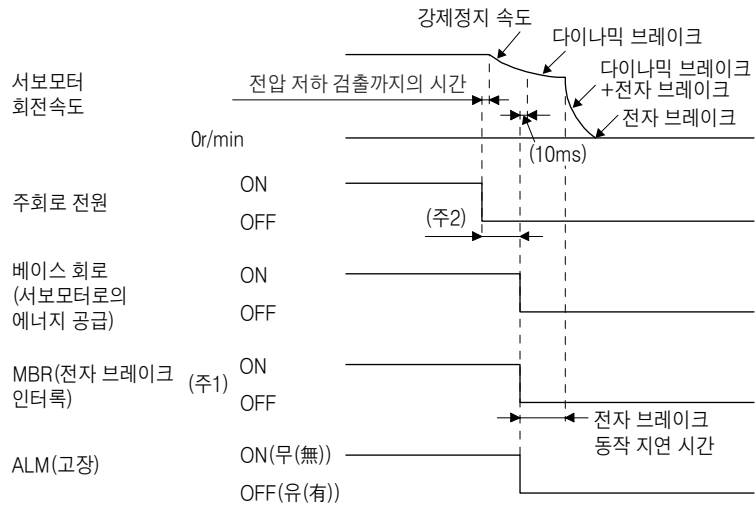 강제정지 속도
다이나믹 브레이크
서보모터
회전속도
전압 저하 검출까지의 시간
다이나믹 브레이크
+전자 브레이크
전자 브레이크
0r/min
(10ms)
주회로 전원
ON
OFF
(주2)
베이스 회로
(서보모터로의
에너지 공급)
ON
OFF
MBR(전자 브레이크
인터록)
(주1)
ON
OFF
전자 브레이크
동작 지연 시간
ALM(고장)
ON(무(無))
OFF(유(有))